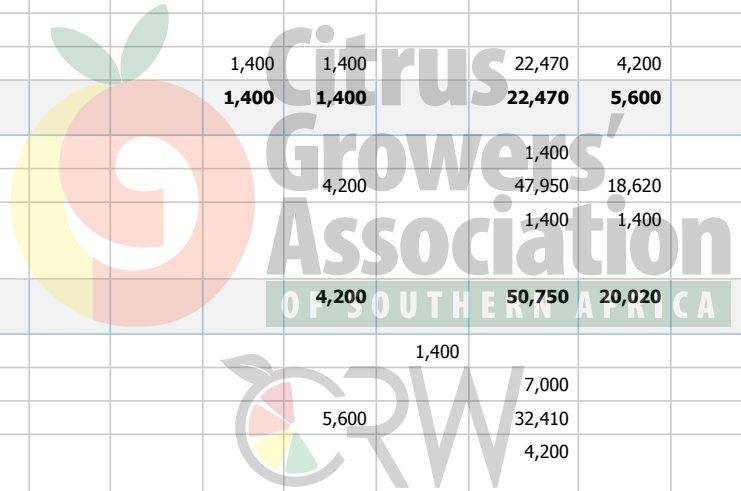 1,400 1,400 22,470 4,200
1,400 1,400 22,470 5,600
1,400
4,200 47,950 18,620
1,400 1,400
4,200 50,750 20,020
1,400
7,000
5,600 32,410
4,200
Citrus
Growers'
Association
OF SOUTHERN AFRICA
CRW